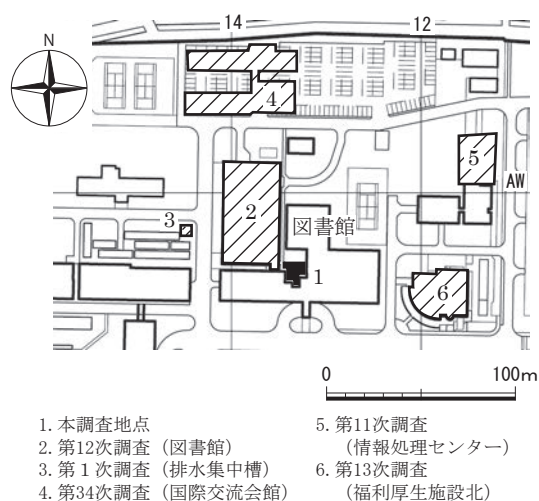 14
12
N
4
5
AW
2
図書館
3
1
6
0
100m
1. 本調査地点
2. 第12次調査（図書館）
3. 第１次調査（排水集中槽）
4. 第34次調査（国際交流会館）
5. 第11次調査
（情報処理センター）
6. 第13次調査
（福利厚生施設北）